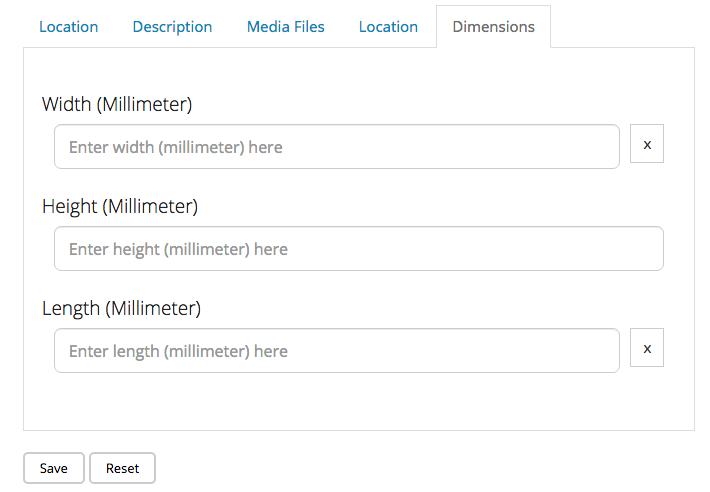 Location Description Media Files Location Dimensions
Width (Millimeter)
Enter width (millimeter) here x
Height (Millimeter)
Enter height (millimeter) here
Length (Millimeter)
Enter length (millimeter) here x
Save Reset